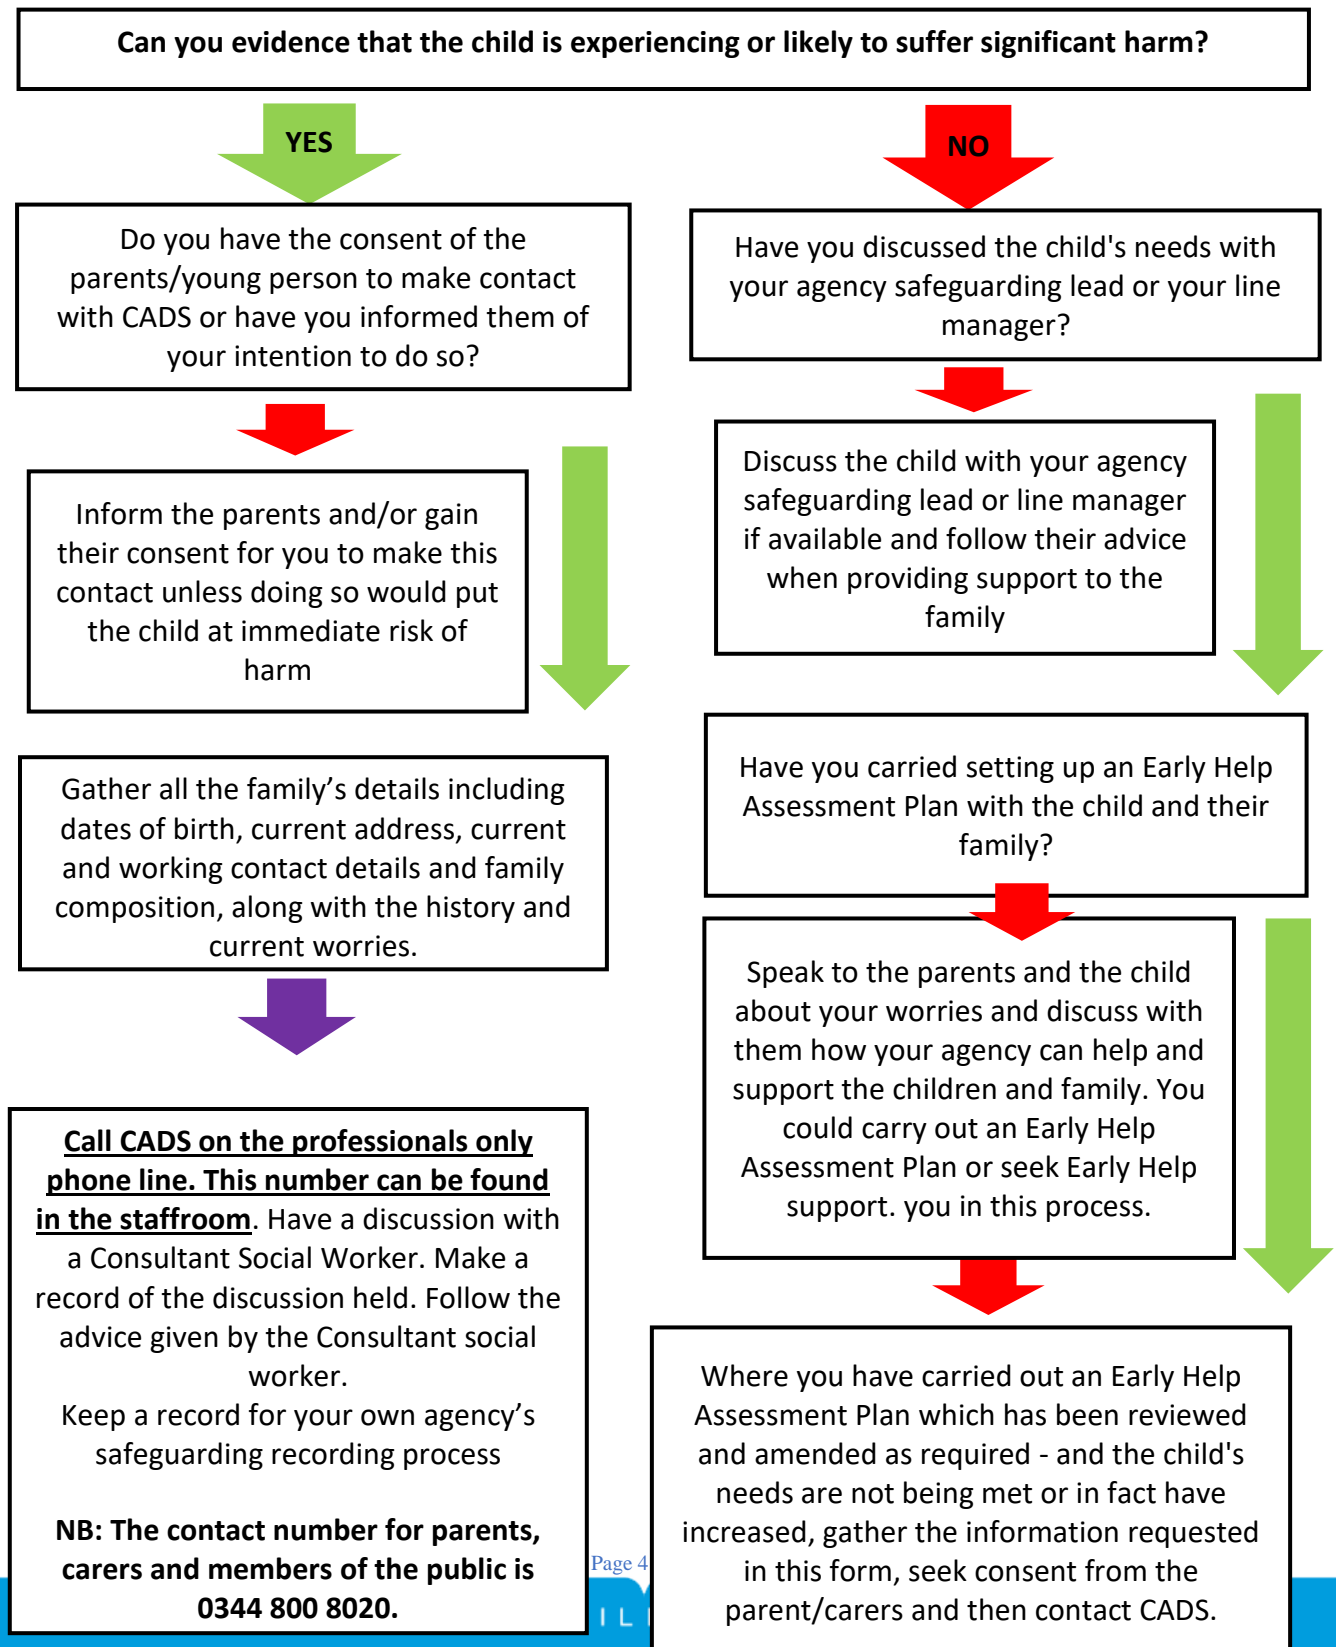 Can you evidence that the child is experiencing or likely to suffer significant harm?
YES
NO
Do you have the consent of the
parents/young person to make contact
with CADS or have you informed them of
your intention to do so?
Inform the parents and/or gain
their consent for you to make this
contact unless doing so would put
the child at immediate risk of
harm
Gather all the family’s details including
dates of birth, current address, current
and working contact details and family
composition, along with the history and
current worries.
Call CADS on the professionals only
phone line. This number can be found
in the staffroom. Have a discussion with
a Consultant Social Worker. Make a
record of the discussion held. Follow the
advice given by the Consultant social
worker.
Keep a record for your own agency’s
safeguarding recording process
NB: The contact number for parents,
carers and members of the public is
0344 800 8020.
Have you discussed the child's needs with
your agency safeguarding lead or your line
manager?
Discuss the child with your agency
safeguarding lead or line manager
if available and follow their advice
when providing support to the
family
Have you carried setting up an Early Help
Assessment Plan with the child and their
family?
Speak to the parents and the child
about your worries and discuss with
them how your agency can help and
support the children and family. You
could carry out an Early Help
Assessment Plan or seek Early Help
support. you in this process.
Where you have carried out an Early Help
Assessment Plan which has been reviewed
and amended as required - and the child's
needs are not being met or in fact have
increased, gather the information requested
in this form, seek consent from the
parent/carers and then contact CADS.
Page 4